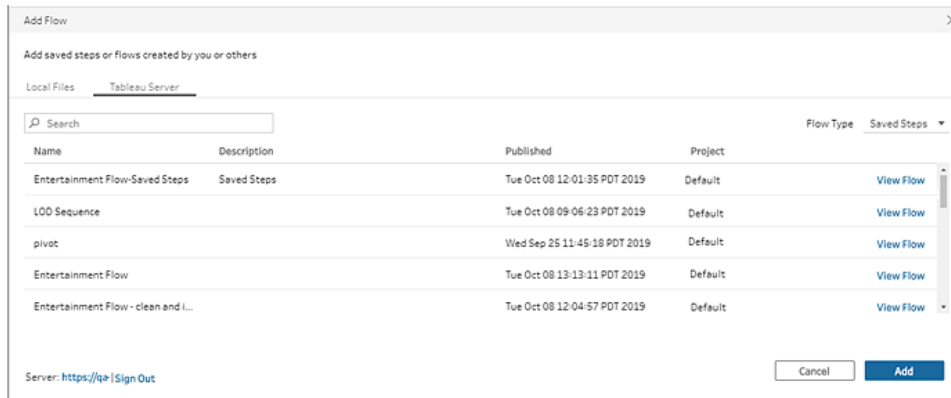 Add Flow
Add saved steps or flows created by you or others
Local Files Tableau Server
Search Flow Type Saved Steps
Name Description Published Project
Entertainment Flow-Saved Steps Saved Steps Tue Oct 08 12:01:35 PDT 2019 Default View Flow
LOD Sequence Tue Oct 08 09:06:23 PDT 2019 Default View Flow
pivot Wed Sep 25 11:45:18 PDT 2019 Default View Flow
Entertainment Flow Tue Oct 08 13:13:11 PDT 2019 Default View Flow
Entertainment Flow - clean and i... Tue Oct 08 12:04:57 PDT 2019 Default View Flow
Server: https://qa-|Sign Out Cancel Add